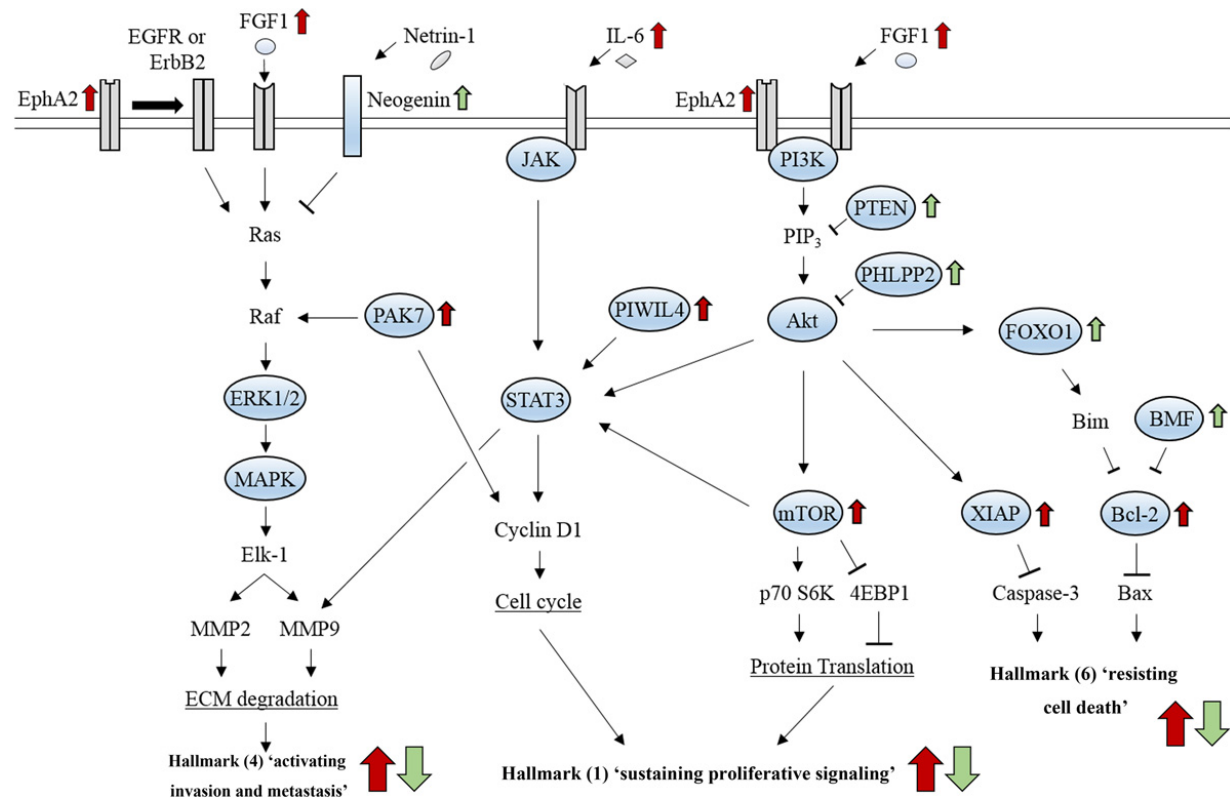 FGF1
EGFR or
ErbB2
Netrin-1
IL-6
FGF1
EphA2
Neogenin
EphA2
JAK
PI3K
PTEN
Ras
PIP3
PHLPP2
Raf
PAK7
PIWIL4
Akt
FOXO1
ERK1/2
STAT3
Bim
BMF
MAPK
mTOR
XIAP
Bcl-2
Elk-1
Cyclin D1
p70 S6K
4EBP1
Caspase-3
Bax
Cell cycle
MMP2
MMP9
Protein Translation
ECM degradation
Hallmark (6) ‘resisting
cell death’
Hallmark (4) ‘activating
invasion and metastasis’
Hallmark (1) ‘sustaining proliferative signaling’